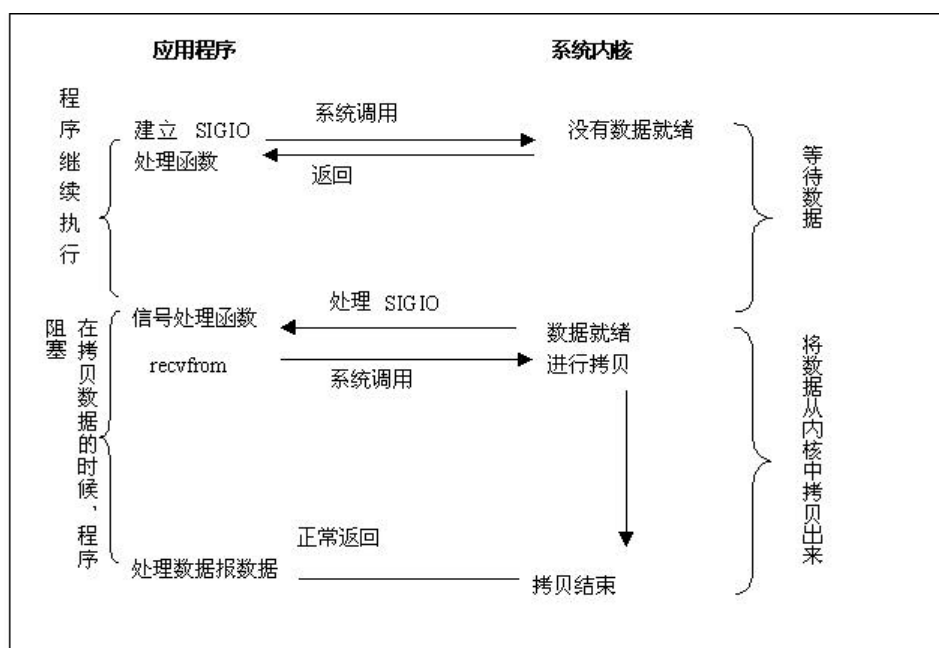 应用程序 系统内核
程序继续执行
建立 SIGIO
处理函数
系统调用
返回
没有数据就绪
等待数据
处理 SIGIO
信号处理函数
数据就绪
recvfrom
系统调用
进行拷贝
在拷贝数据的时候、程序
阻塞
将数据从内核中拷贝出来
正常返回
处理数据报数据
拷贝结束